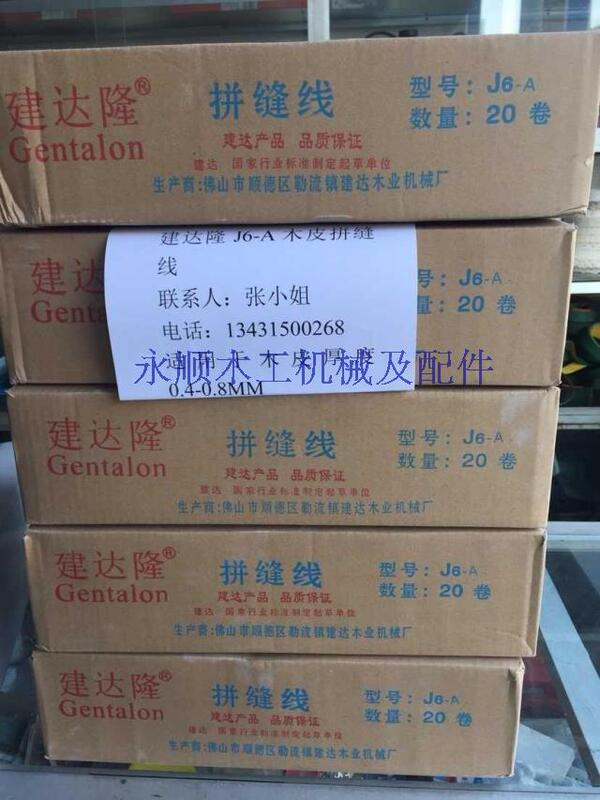 建达隆®
Gentalon
拼缝线
建达产品 品质保证
建达 国家行业标准制定起草单位
生产商:佛山市顺德区勒流镇建达木业机械厂
型号：J6-A
数量：20 卷
建达隆 J6-A 木皮拼缝
线
联系人：张小姐
电话：13431500268
适用于木皮厚度
0.4-0.8MM
永顺木工机械及配件
建
Gen
号：J6-A
：20 卷
建达隆®
Gentalon
拼缝线
建达产品 品质保证
建达 国家行业标准制定起草单位
生产商:佛山市顺德区勒流镇建达木业机械厂
型号：J6-A
数量：20 卷
建达隆®
Gentalon
拼缝线
建达产品 品质保证
建达 国家行业标准制定起草单位
生产商:佛山市顺德区勒流镇建达木业机械厂
型号：J6-A
数量：20 卷
建达隆®
Gentalon
拼缝线
建达产品 品质保证
建达 国家行业标准制定起草单位
生产商:佛山市顺德区勒流镇建达木业机械厂
型号：J6-A
数量：20 卷